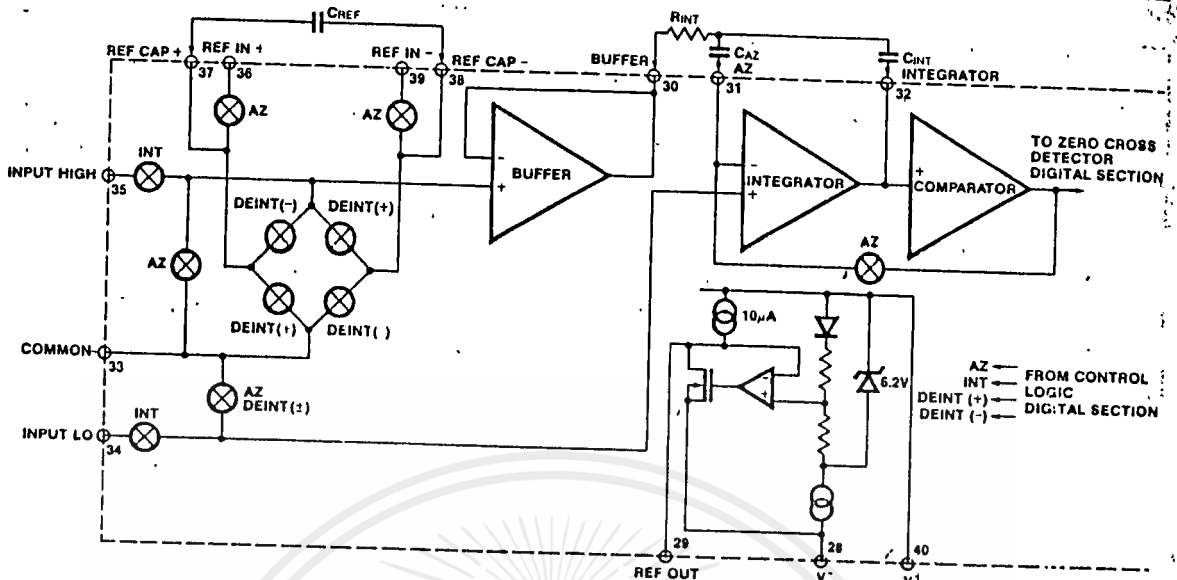 CREF
RINT
REF CAP + REF IN + REF IN - REF CAP -
37 36 39 38
BUFFER
30
CAZ
AZ
31
CINT
INTEGRATOR
32
AZ
AZ
INT
INPUT HIGH
35
-
BUFFER
+
-
INTEGRATOR
+
+
COMPARATOR
TO ZERO CROSS
DETECTOR
DIGITAL SECTION
DEINT(-) DEINT(+)
AZ
AZ
DEINT(+) DEINT( )
COMMON
33
AZ
DEINT(±)
INT
INPUT LO
34
10µA
-
+
6.2V
AZ
INT
DEINT (+)
DEINT (-)
FROM CONTROL
LOGIC
DIGITAL SECTION
29
REF OUT
28
V-
40